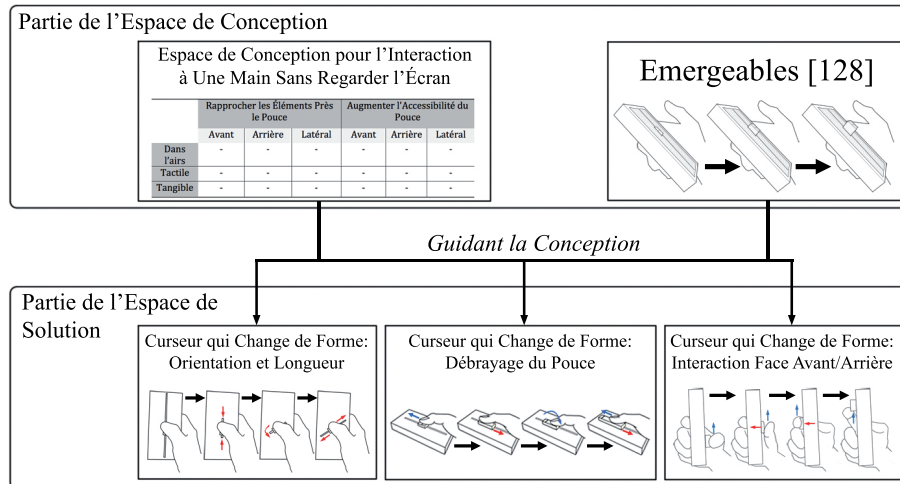 Partie de l’Espace de Conception
Espace de Conception pour l’Interaction
à Une Main Sans Regarder l’Écran
Rapprocher les Éléments Près le Pouce
Augmenter l’Accessibilité du Pouce
Avant Arrière Latéral Avant Arrière Latéral
Dans l’airs - - - - - -
Tactile - - - - - -
Tangible - - - - - -
Emergeables [128]
Guidant la Conception
Partie de l’Espace de
Solution
Curseur qui Change de Forme:
Orientation et Longueur
Curseur qui Change de Forme:
Débrayage du Pouce
Curseur qui Change de Forme:
Interaction Face Avant/Arrière